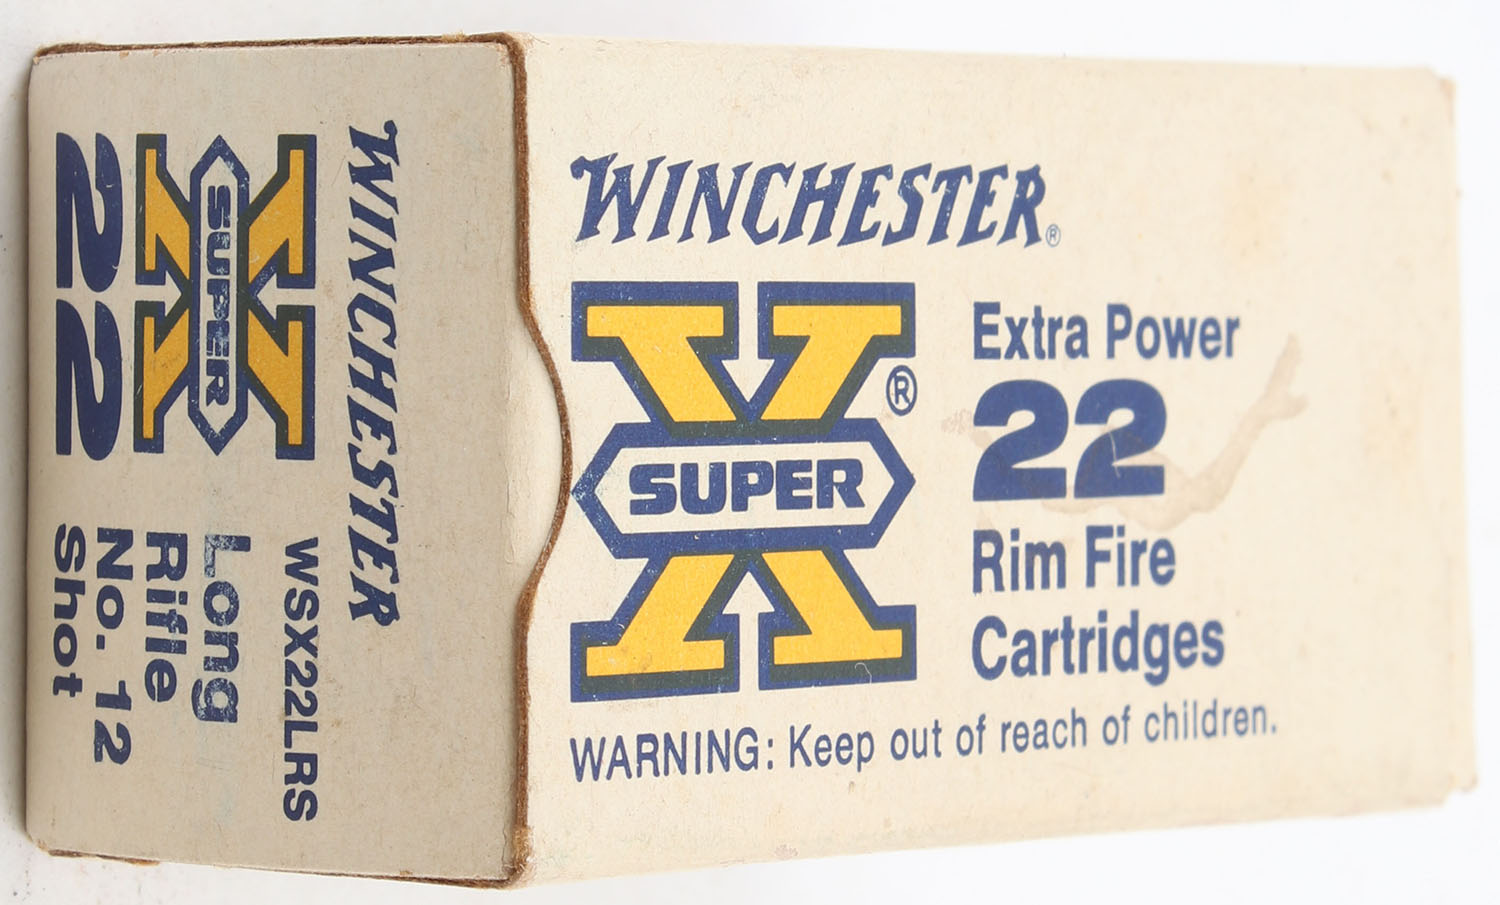 WINCHESTER®
SUPER X®
Extra Power
22
Rim Fire
Cartridges
WARNING: Keep out of reach of children.
WINCHESTER
SUPER X
22
WSX22LRS
Long
Rifle
No. 12
Shot